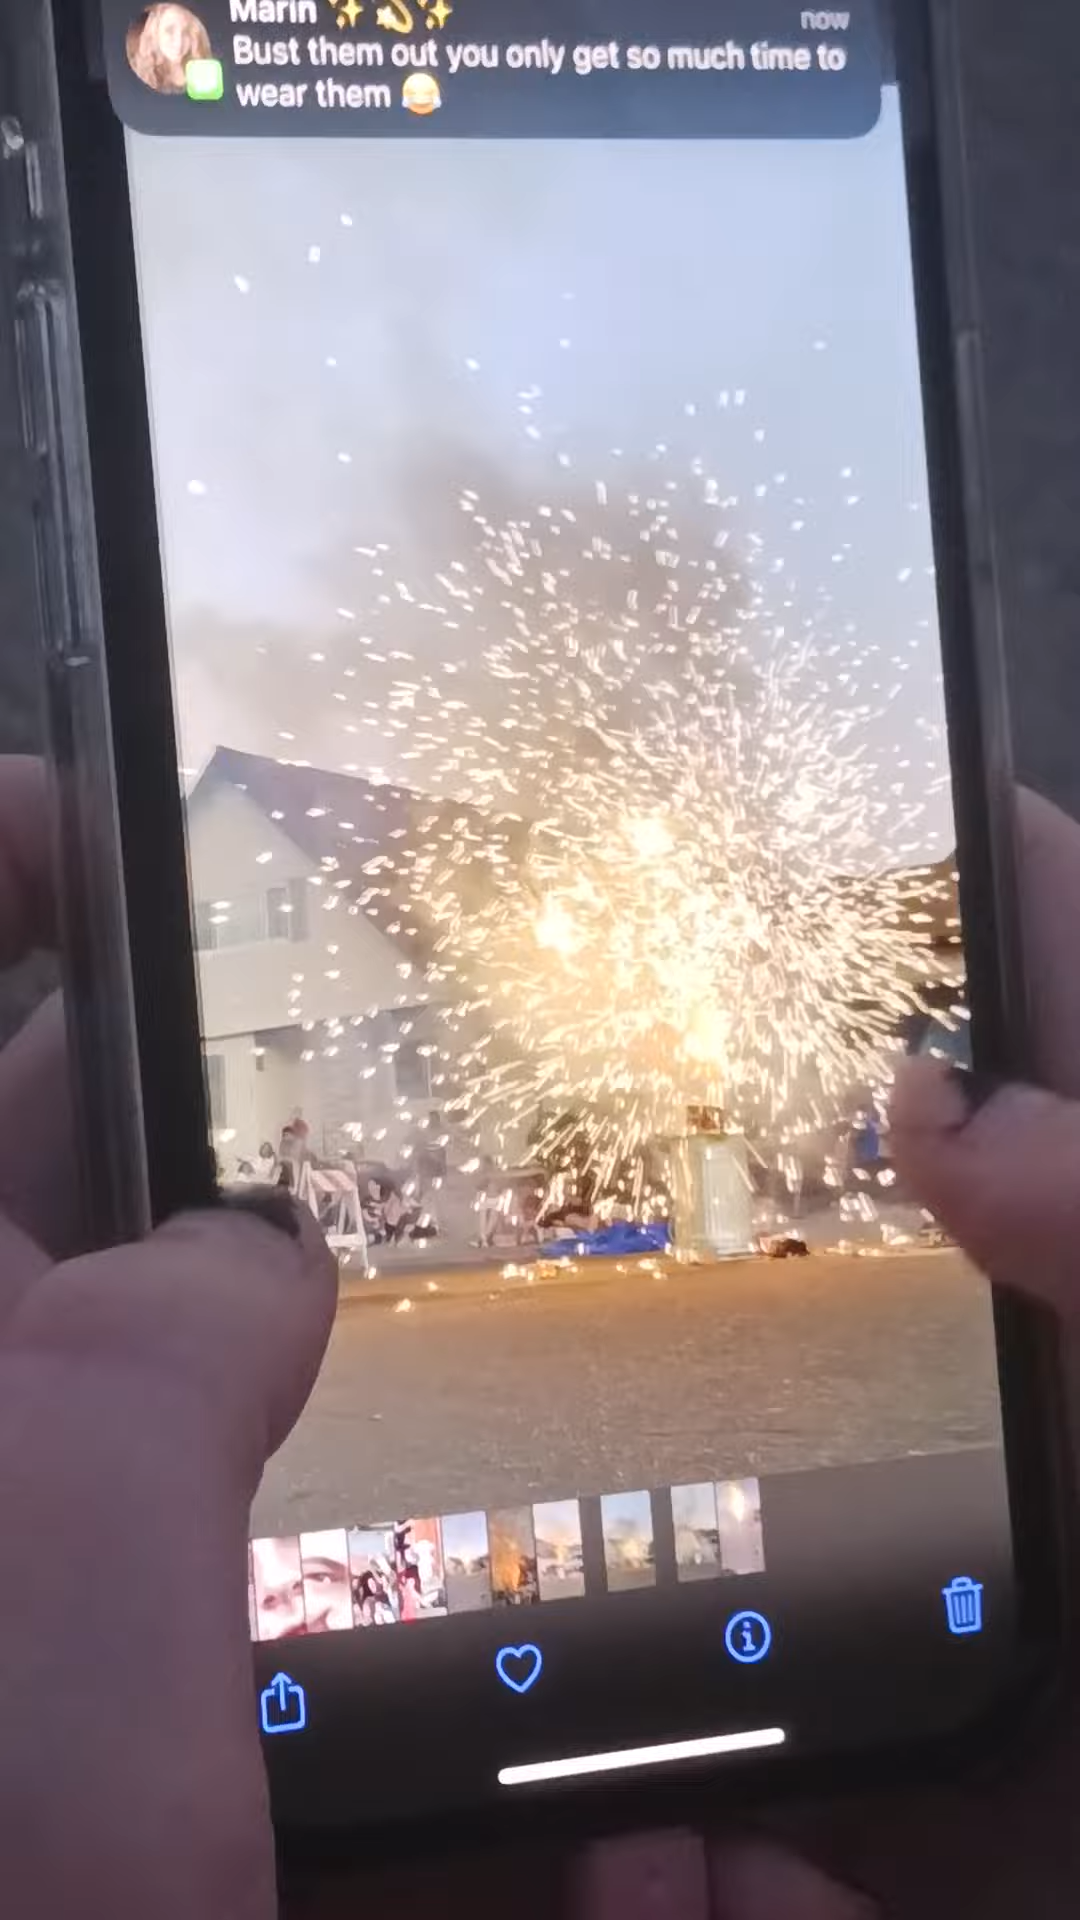 Marin ✨💫✨
now
Bust them out you only get so much time to
wear them 😂